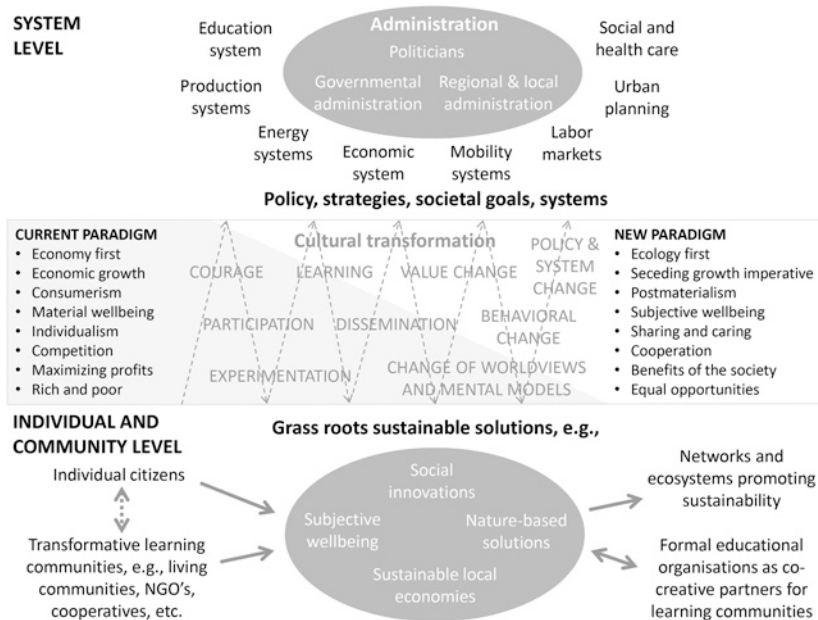 SYSTEM
LEVEL
Education
system
Administration
Politicians
Governmental
administration
Regional & local
administration
Social and
health care
Production
systems
Urban
planning
Energy
systems
Economic
system
Mobility
systems
Labor
markets
Policy, strategies, societal goals, systems
CURRENT PARADIGM
• Economy first
• Economic growth
• Consumerism
• Material wellbeing
• Individualism
• Competition
• Maximizing profits
• Rich and poor
Cultural transformation
COURAGE
LEARNING
VALUE CHANGE
POLICY &
SYSTEM
CHANGE
PARTICIPATION
DISSEMINATION
BEHAVIORAL
CHANGE
EXPERIMENTATION
CHANGE OF WORLDVIEWS
AND MENTAL MODELS
NEW PARADIGM
• Ecology first
• Seceding growth imperative
• Postmaterialism
• Subjective wellbeing
• Sharing and caring
• Cooperation
• Benefits of the society
• Equal opportunities
INDIVIDUAL AND
COMMUNITY LEVEL
Grass roots sustainable solutions, e.g.,
Individual citizens
Transformative learning
communities, e.g., living
communities, NGO's,
cooperatives, etc.
Social
innovations
Subjective
wellbeing
Nature-based
solutions
Sustainable local
economies
Networks and
ecosystems promoting
sustainability
Formal educational
organisations as co-
creative partners for
learning communities